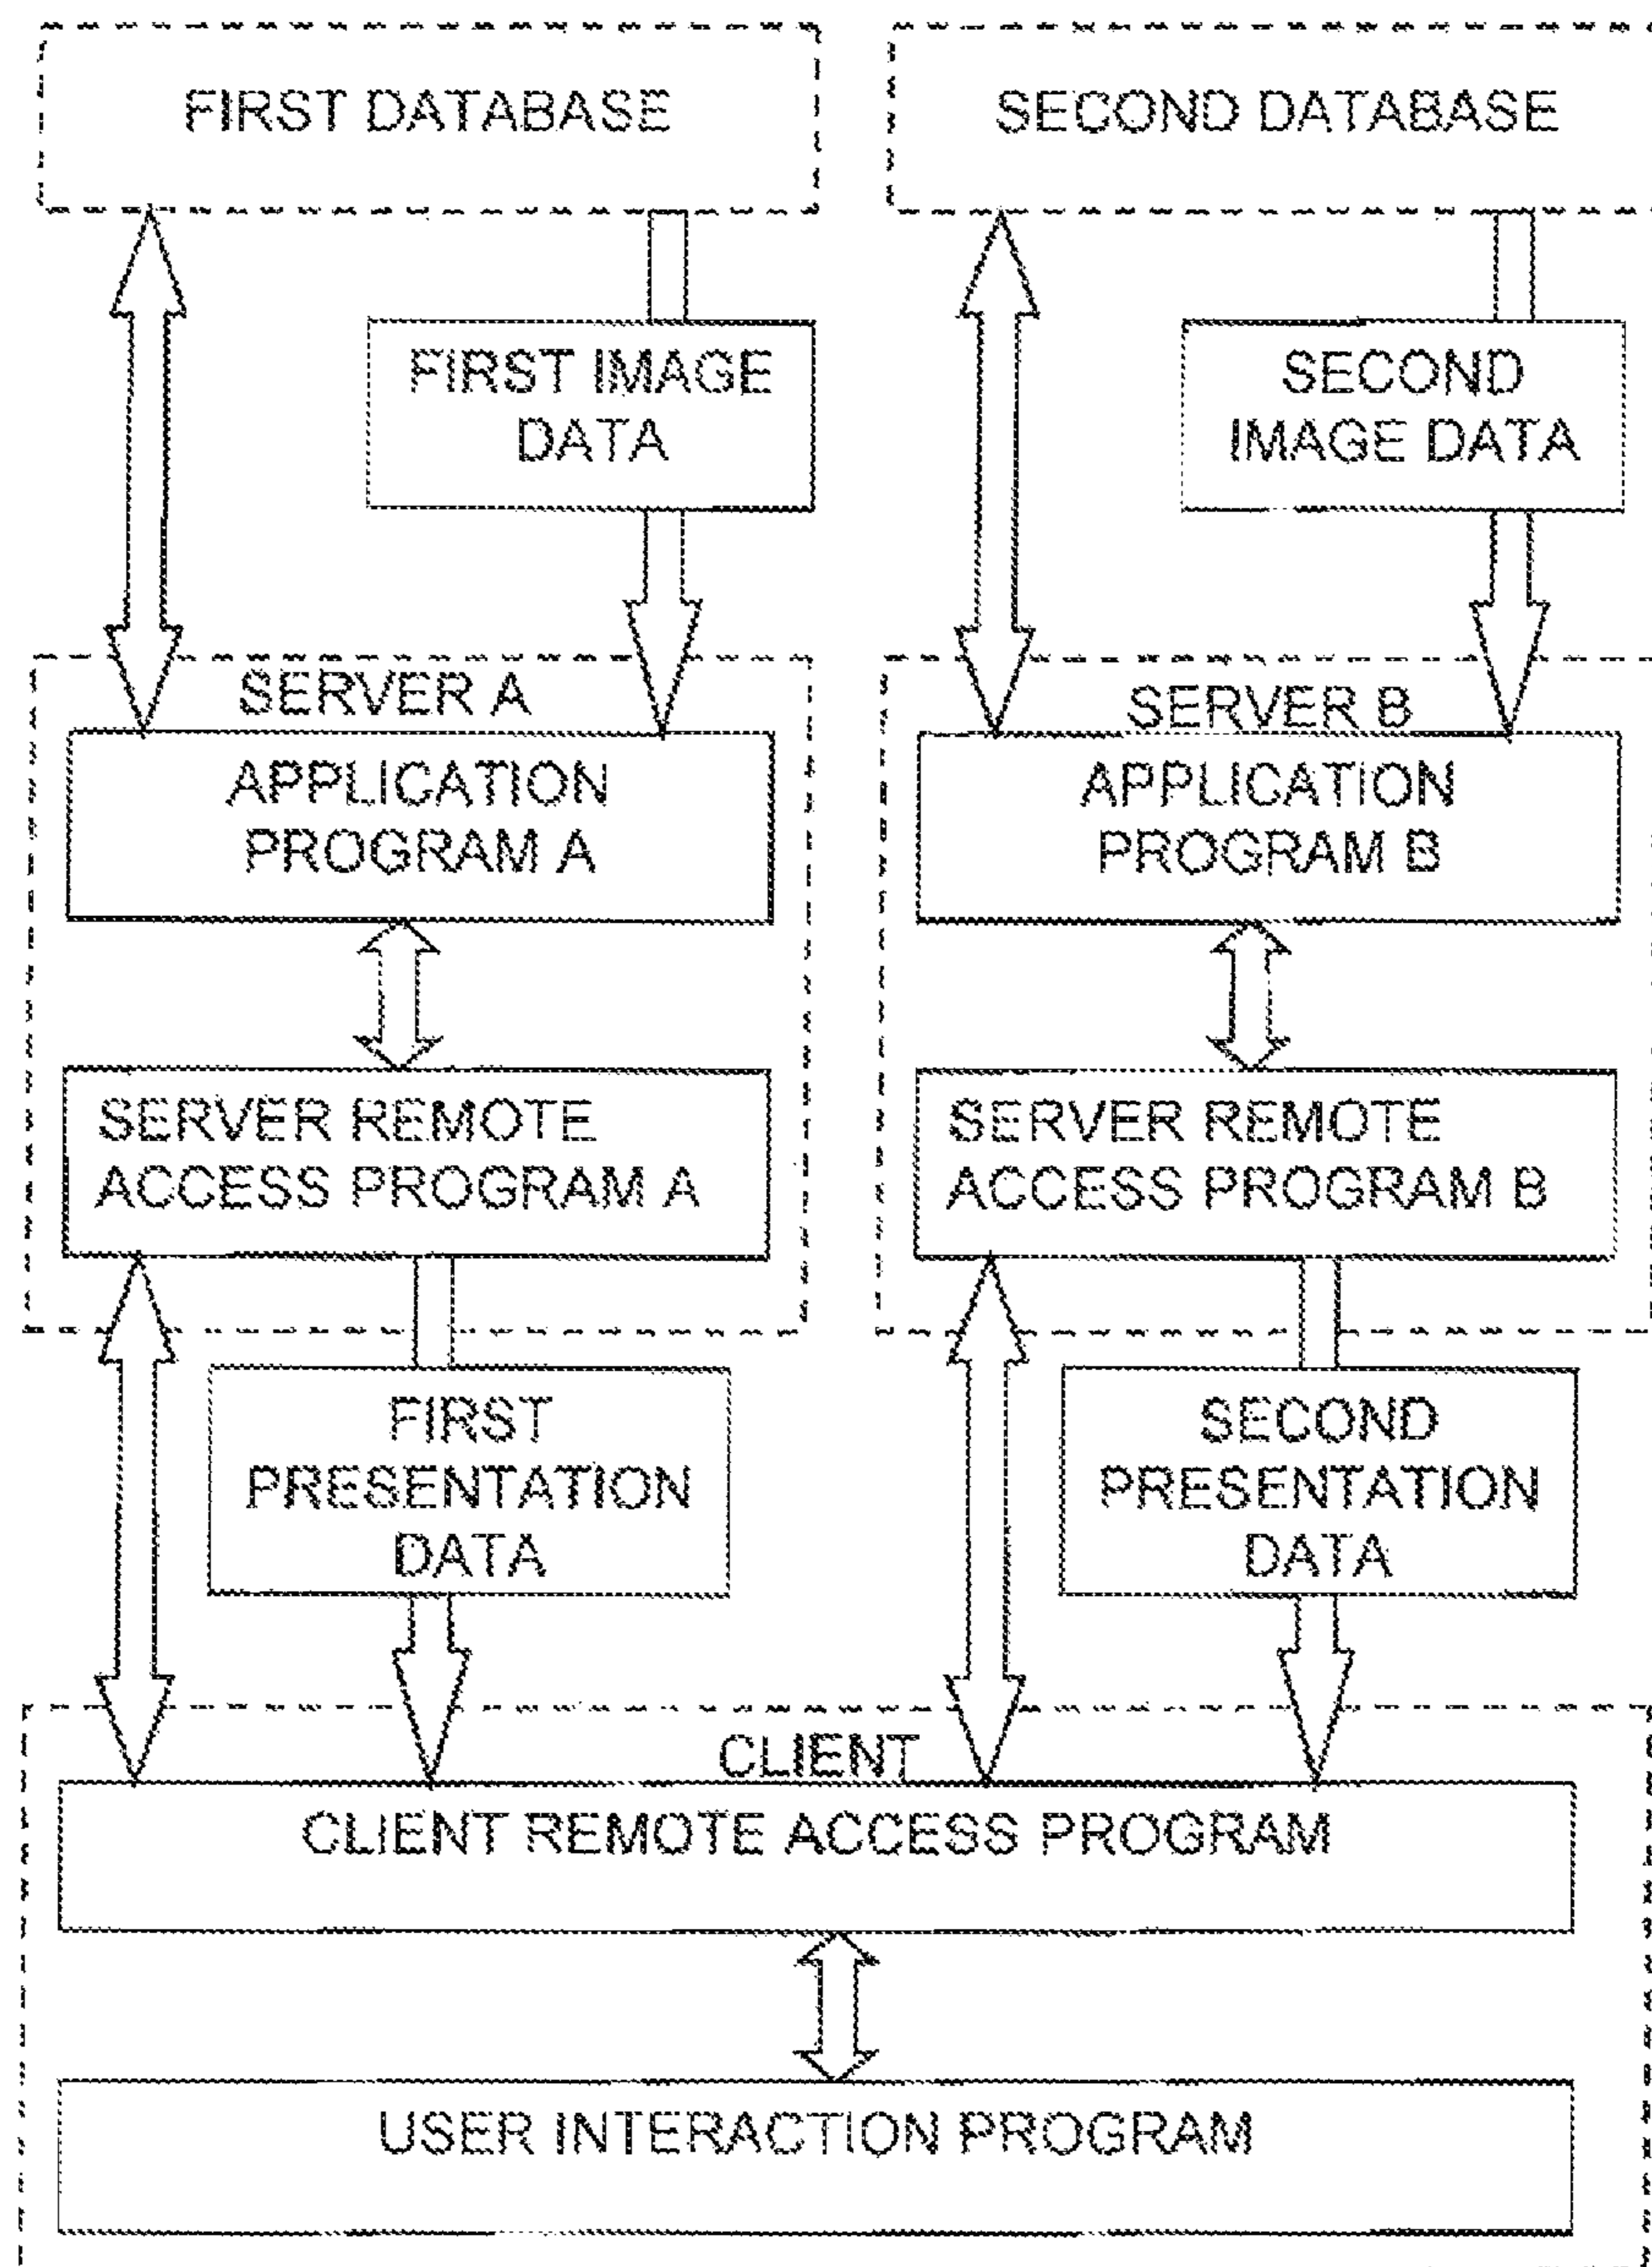 FIRST DATABASE
SECOND DATABASE
FIRST IMAGE
DATA
SECOND
IMAGE DATA
SERVER A
SERVER B
APPLICATION
PROGRAM A
APPLICATION
PROGRAM B
SERVER REMOTE
ACCESS PROGRAM A
SERVER REMOTE
ACCESS PROGRAM B
FIRST
PRESENTATION
DATA
SECOND
PRESENTATION
DATA
CLIENT
CLIENT REMOTE ACCESS PROGRAM
USER INTERACTION PROGRAM